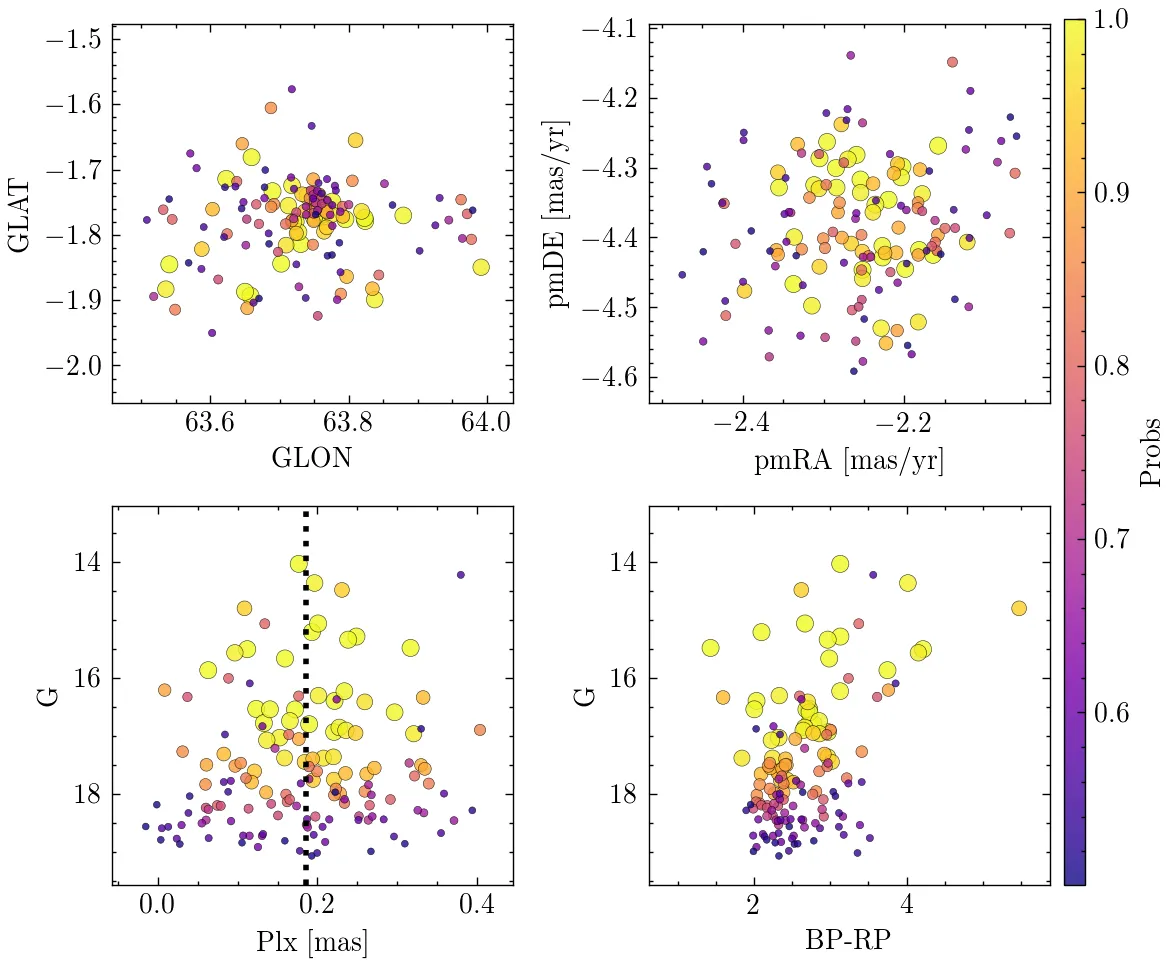 −1.5
−1.6
−1.7
−1.8
−1.9
−2.0
GLAT
63.6 63.8 64.0
GLON
−4.1
−4.2
−4.3
−4.4
−4.5
−4.6
pmDE [mas/yr]
−2.4 −2.2
pmRA [mas/yr]
14
16
18
G
0.0 0.2 0.4
Plx [mas]
14
16
18
G
2 4
BP-RP
1.0
0.9
0.8
0.7
0.6
Probs